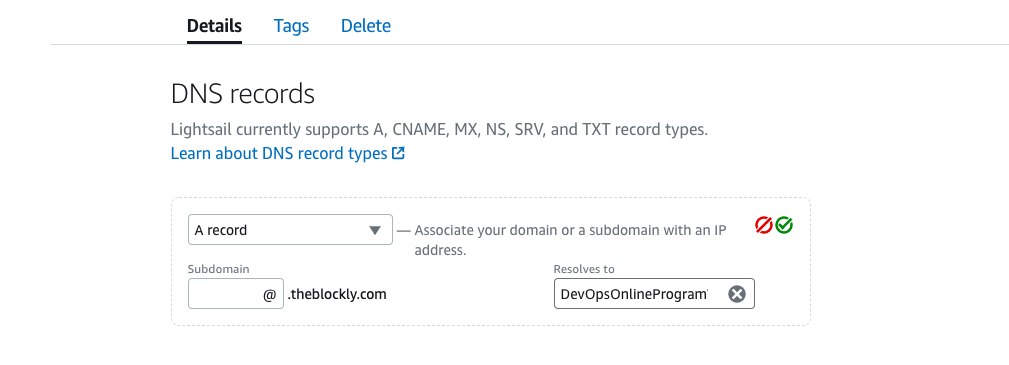 Details Tags Delete
DNS records
Lightsail currently supports A, CNAME, MX, NS, SRV, and TXT record types.
Learn about DNS record types
A record
— Associate your domain or a subdomain with an IP
address.
Subdomain
@ .theblockly.com
Resolves to
DevOpsOnlineProgram